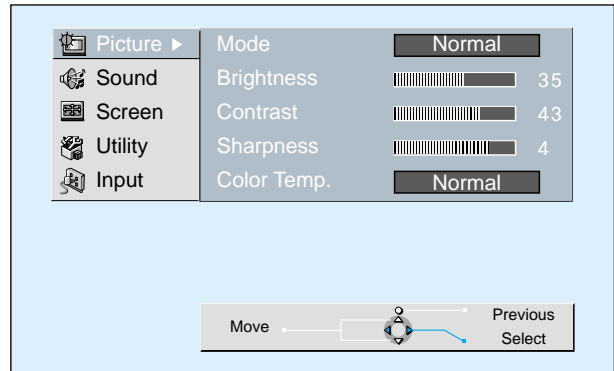 Picture ▶ Mode Normal
Sound Brightness 35
Screen Contrast 43
Utility Sharpness 4
Input Color Temp. Normal
Move Previous
Select